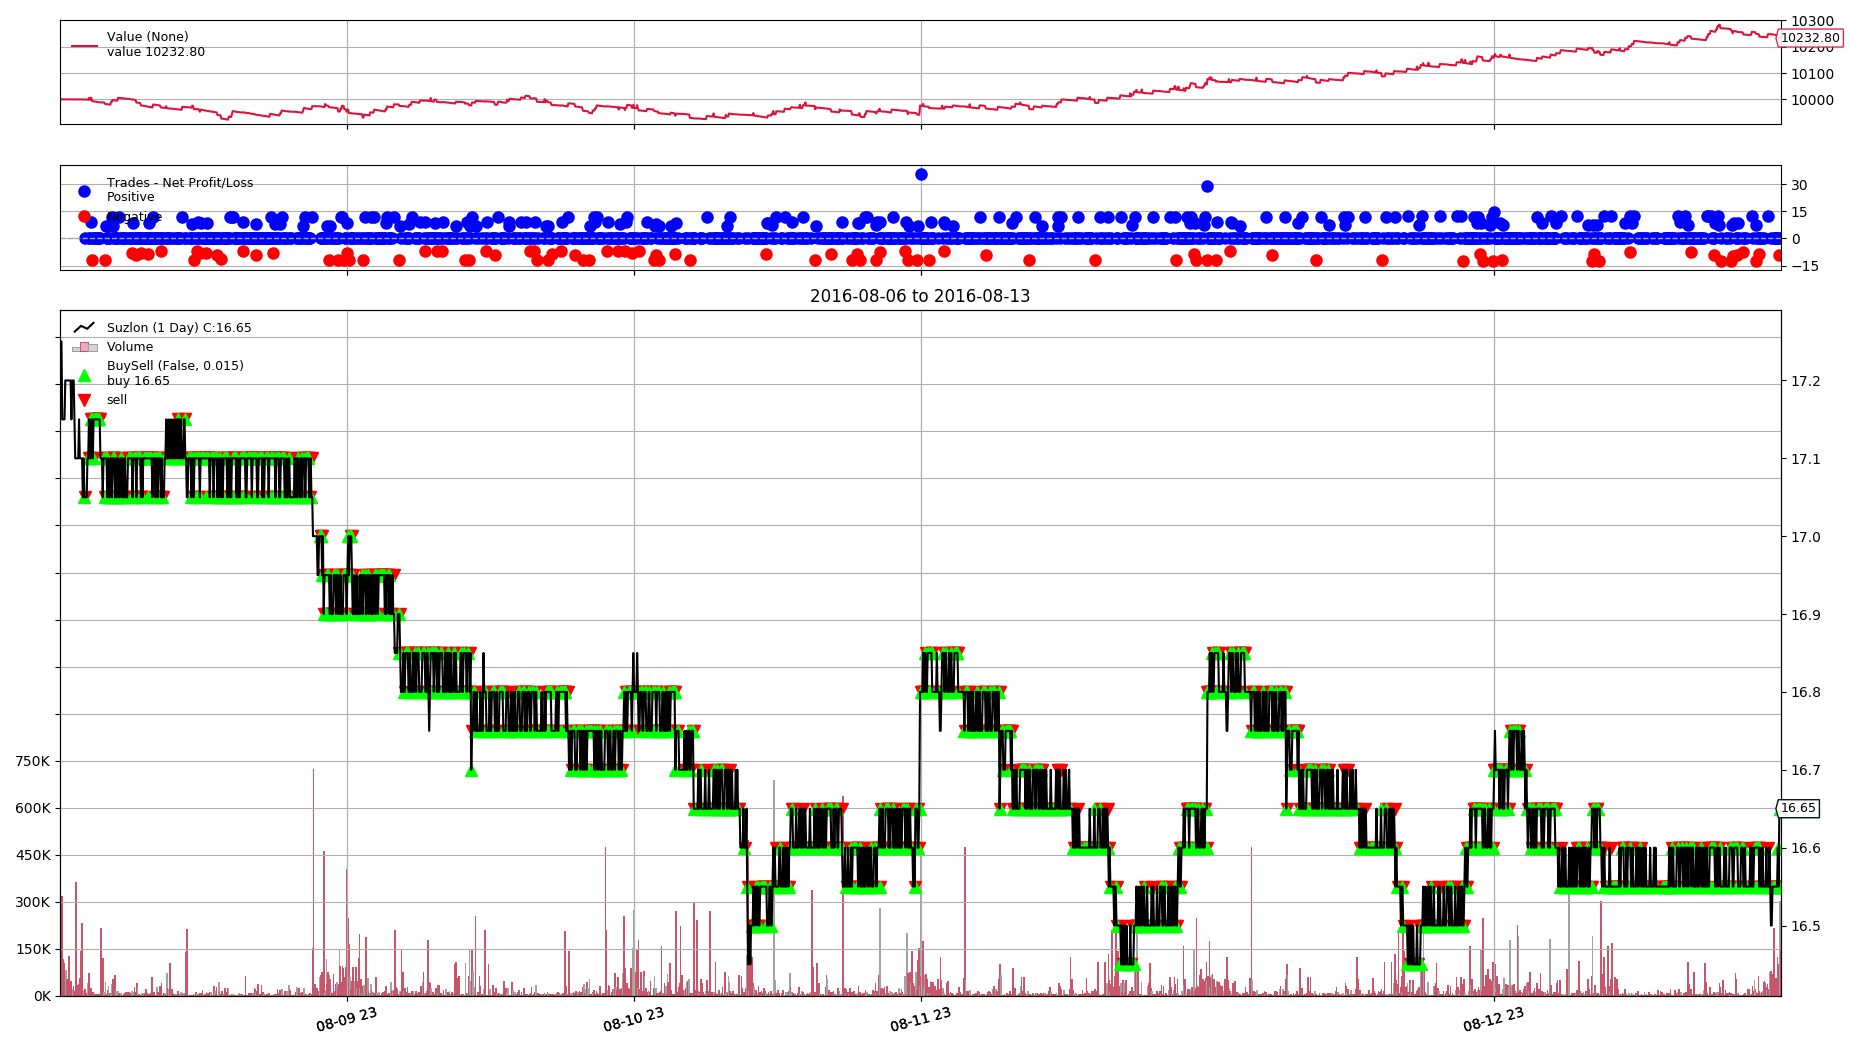 Value (None)
value 10232.80
10300
10232.80
10200
10100
10000
Trades - Net Profit/Loss
Positive
Negative
30
15
0
−15
2016-08-06 to 2016-08-13
Suzlon (1 Day) C:16.65
Volume
BuySell (False, 0.015)
buy 16.65
sell
17.2
17.1
17.0
16.9
16.8
16.7
16.65
16.6
16.5
750K
600K
450K
300K
150K
0K
08-09 23
08-10 23
08-11 23
08-12 23